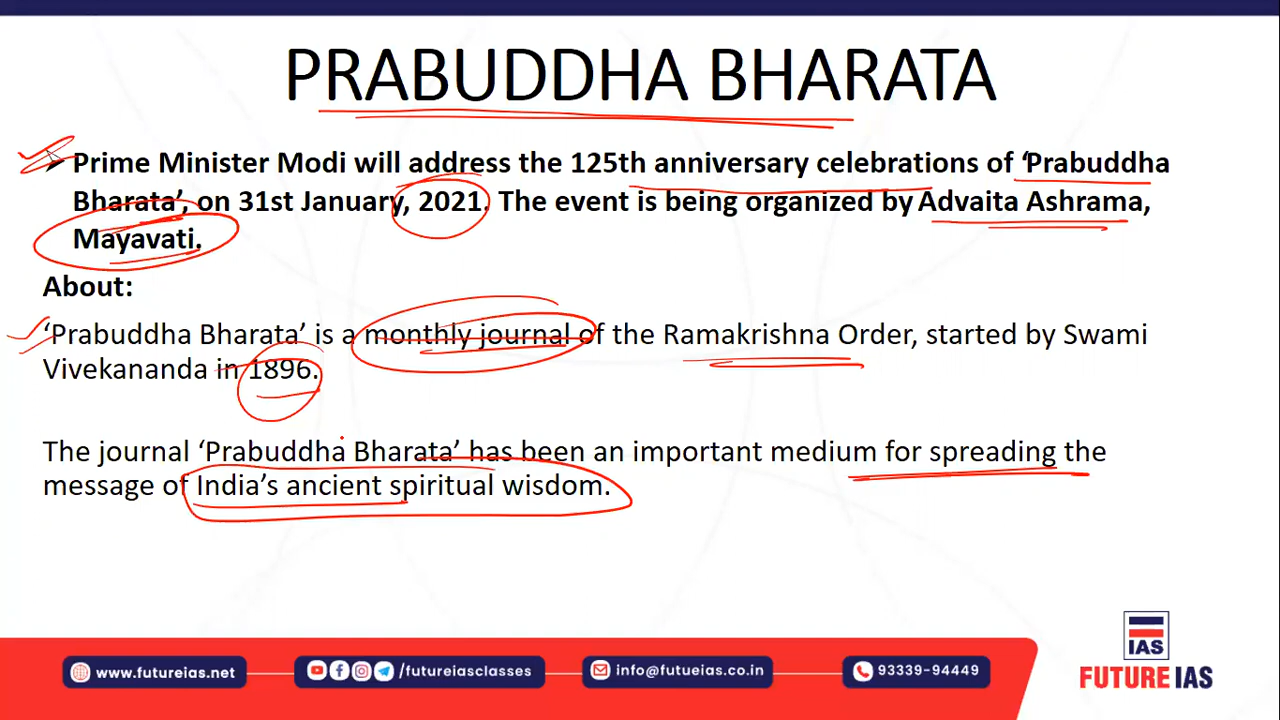 PRABUDDHA BHARATA
➤ Prime Minister Modi will address the 125th anniversary celebrations of ‘Prabuddha
Bharata’, on 31st January, 2021. The event is being organized by Advaita Ashrama,
Mayavati.
About:
‘Prabuddha Bharata’ is a monthly journal of the Ramakrishna Order, started by Swami
Vivekananda in 1896.
The journal ‘Prabuddha Bharata’ has been an important medium for spreading the
message of India’s ancient spiritual wisdom.
IAS
FUTURE IAS
www.futureias.net
/futureiasclasses
info@futueias.co.in
93339-94449